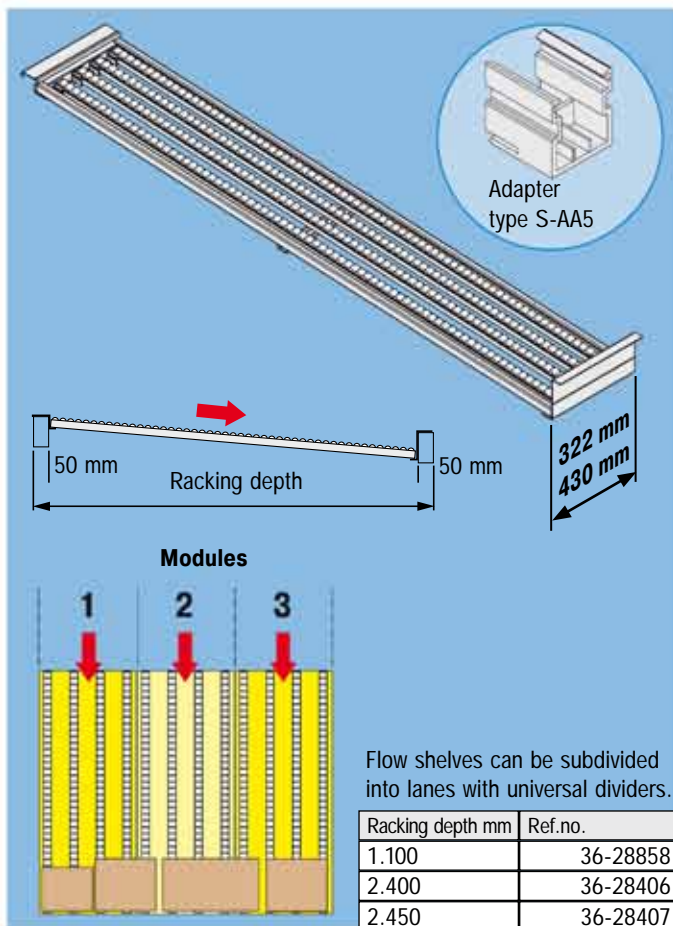 Adapter
type S-AA5
322 mm
430 mm
50 mm
Racking depth
50 mm
Modules
1 2 3
Flow shelves can be subdivided
into lanes with universal dividers.
Racking depth mm Ref.no.
1.100 36-28858
2.400 36-28406
2.450 36-28407